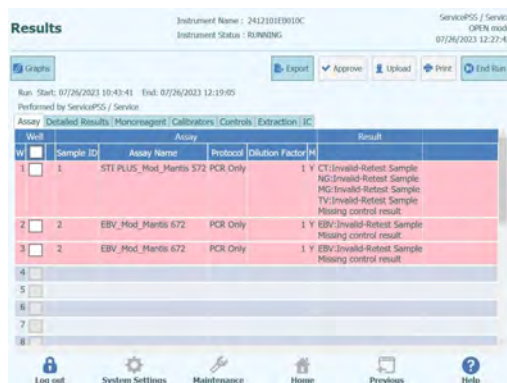 Results
Instrument Name : 2412101EB010C
Instrument Status : RUNNING
ServicePSS / Servic
OPEN mod
07/26/2023 12:27:4
Graphs
Export
Approve
Upload
Print
End Run
Run Start: 07/26/2023 10:43:41 End: 07/26/2023 12:19:05
Performed by ServicePSS / Service
Assay Detailed Results Monoreagent Calibrators Controls Extraction IC
Well Assay Result
W Sample ID Assay Name Protocol Dilution Factor M
1 1 STI PLUS_Mod_Mantis 572 PCR Only 1 Y CT:Invalid-Retest Sample
NG:Invalid-Retest Sample
MG:Invalid-Retest Sample
TV:Invalid-Retest Sample
Missing control result
2 2 EBV_Mod_Mantis 672 PCR Only 1 Y EBV:Invalid-Retest Sample
Missing control result
3 2 EBV_Mod_Mantis 672 PCR Only 1 Y EBV:Invalid-Retest Sample
Missing control result
4
5
6
7
8
Log out
System Settings
Maintenance
Home
Previous
Help